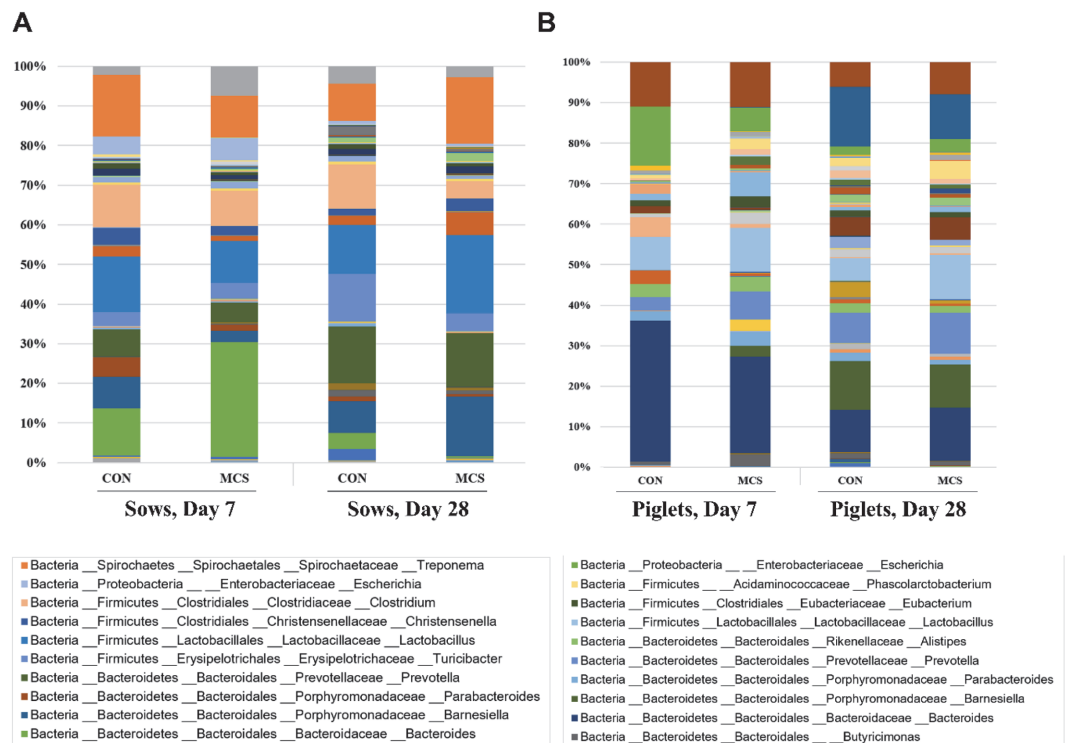 A
B
100%
90%
80%
70%
60%
50%
40%
30%
20%
10%
0%
CON
MCS
CON
MCS
Sows, Day 7
Sows, Day 28
100%
90%
80%
70%
60%
50%
40%
30%
20%
10%
0%
CON
MCS
CON
MCS
Piglets, Day 7
Piglets, Day 28
Bacteria __Spirochaetes __Spirochaetales __Spirochaetaceae __Treponema
Bacteria __Proteobacteria __ __Enterobacteriaceae __Escherichia
Bacteria __Firmicutes __Clostridiales __Clostridiaceae __Clostridium
Bacteria __Firmicutes __Clostridiales __Christensenellaceae __Christensenella
Bacteria __Firmicutes __Lactobacillales __Lactobacillaceae __Lactobacillus
Bacteria __Firmicutes __Erysipelotrichales __Erysipelotrichaceae __Turicibacter
Bacteria __Bacteroidetes __Bacteroidales __Prevotellaceae __Prevotella
Bacteria __Bacteroidetes __Bacteroidales __Porphyromonadaceae __Parabacteroides
Bacteria __Bacteroidetes __Bacteroidales __Porphyromonadaceae __Barnesiella
Bacteria __Bacteroidetes __Bacteroidales __Bacteroidaceae __Bacteroides
Bacteria __Proteobacteria __ __Enterobacteriaceae __Escherichia
Bacteria __Firmicutes __ __Acidaminococcaceae __Phascolarctobacterium
Bacteria __Firmicutes __Clostridiales __Eubacteriaceae __Eubacterium
Bacteria __Firmicutes __Lactobacillales __Lactobacillaceae __Lactobacillus
Bacteria __Bacteroidetes __Bacteroidales __Rikenellaceae __Alistipes
Bacteria __Bacteroidetes __Bacteroidales __Prevotellaceae __Prevotella
Bacteria __Bacteroidetes __Bacteroidales __Porphyromonadaceae __Parabacteroides
Bacteria __Bacteroidetes __Bacteroidales __Porphyromonadaceae __Barnesiella
Bacteria __Bacteroidetes __Bacteroidales __Bacteroidaceae __Bacteroides
Bacteria __Bacteroidetes __Bacteroidales __ __Butyricimonas